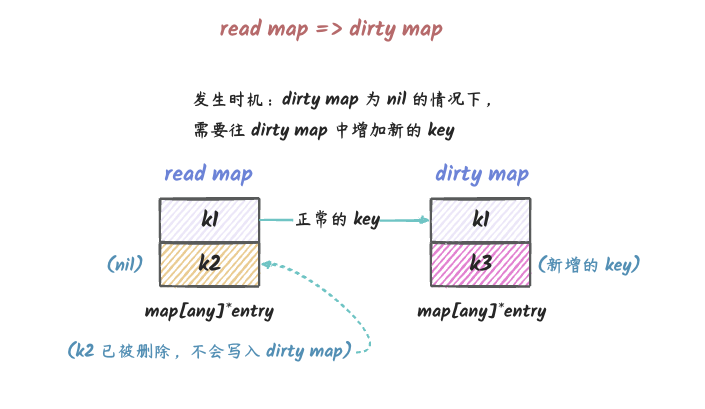 read map => dirty map
发生时机：dirty map 为 nil 的情况下，
需要往 dirty map 中增加新的 key
read map
dirty map
k1
正常的 key
k1
(nil)
k2
k3
(新增的 key)
map[any]*entry
map[any]*entry
(k2 已被删除，不会写入 dirty map)